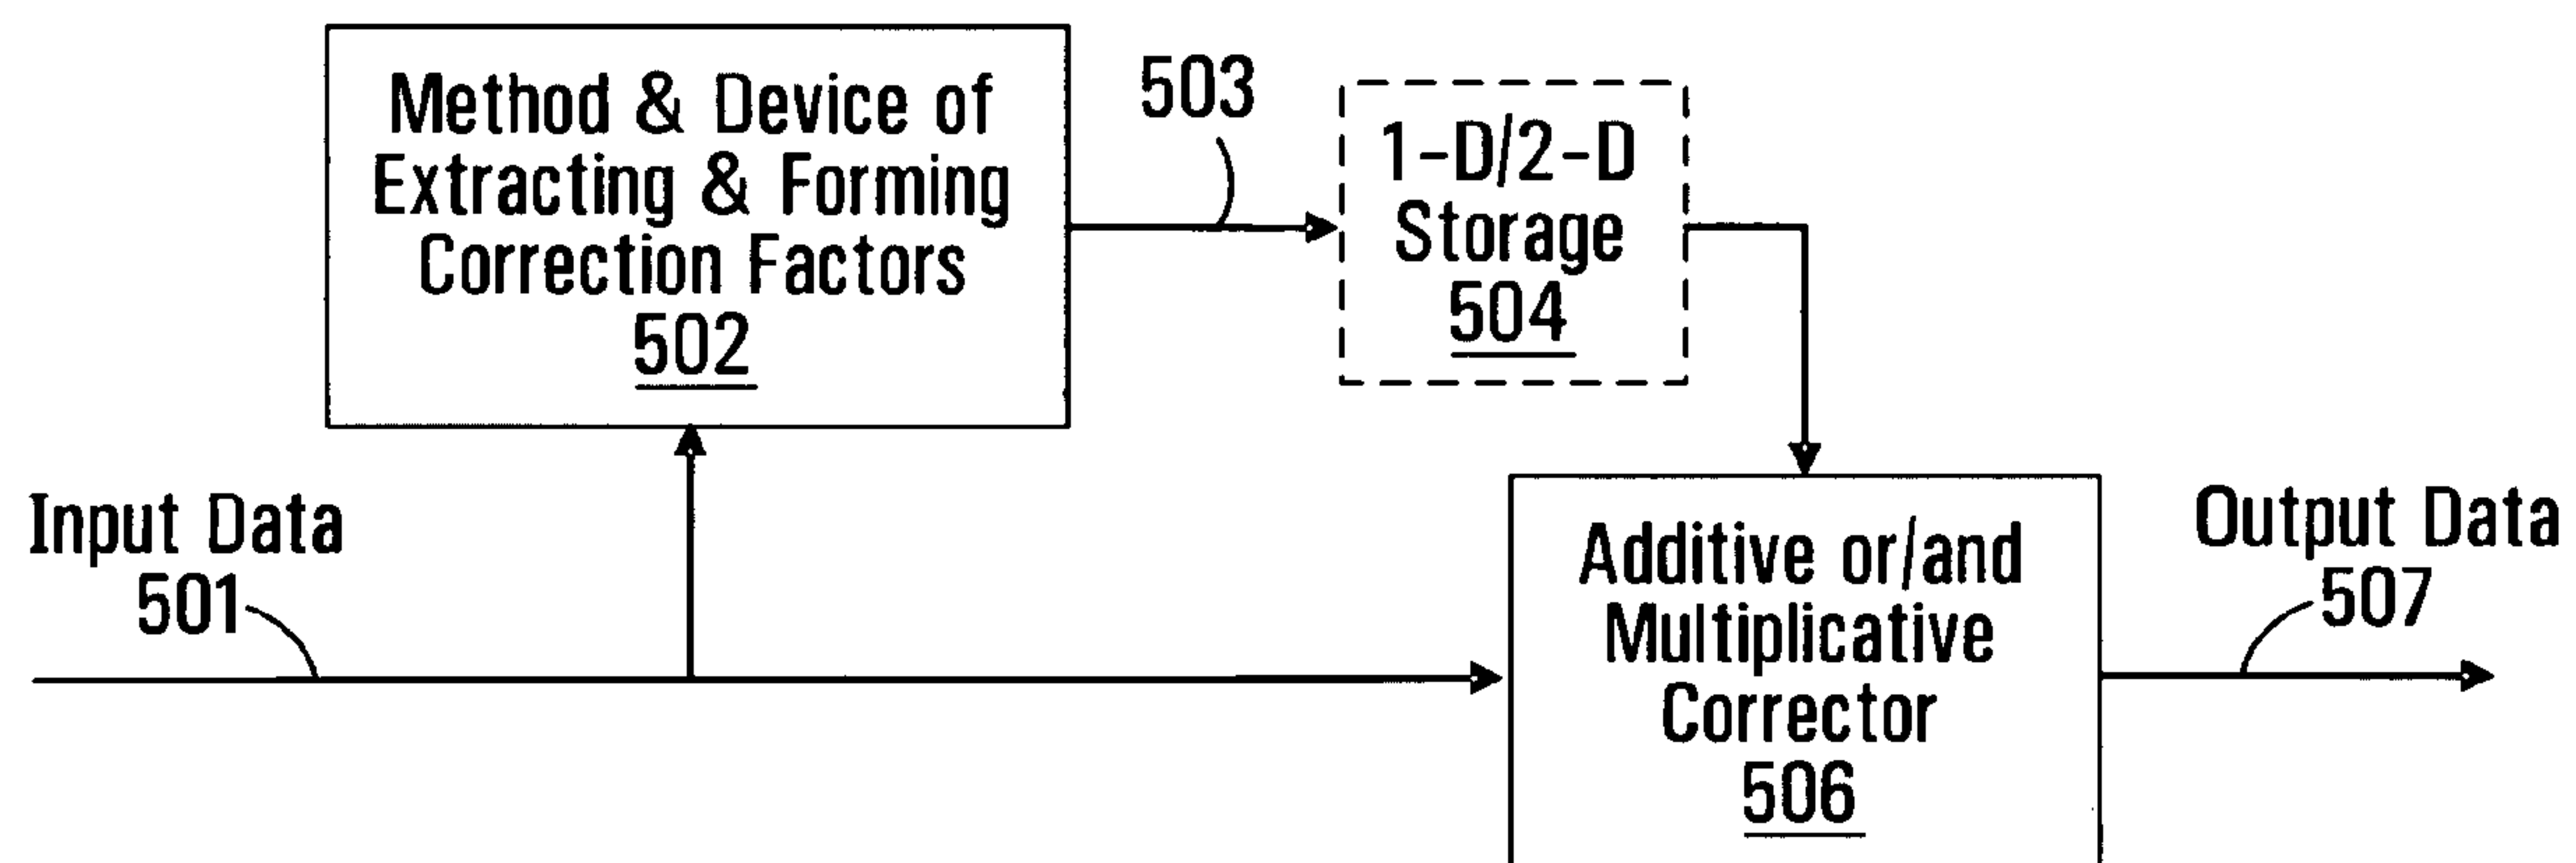 Method & Device of
Extracting & Forming
Correction Factors
502
503
1-D/2-D
Storage
504
Input Data
501
Additive or/and
Multiplicative
Corrector
506
Output Data
507